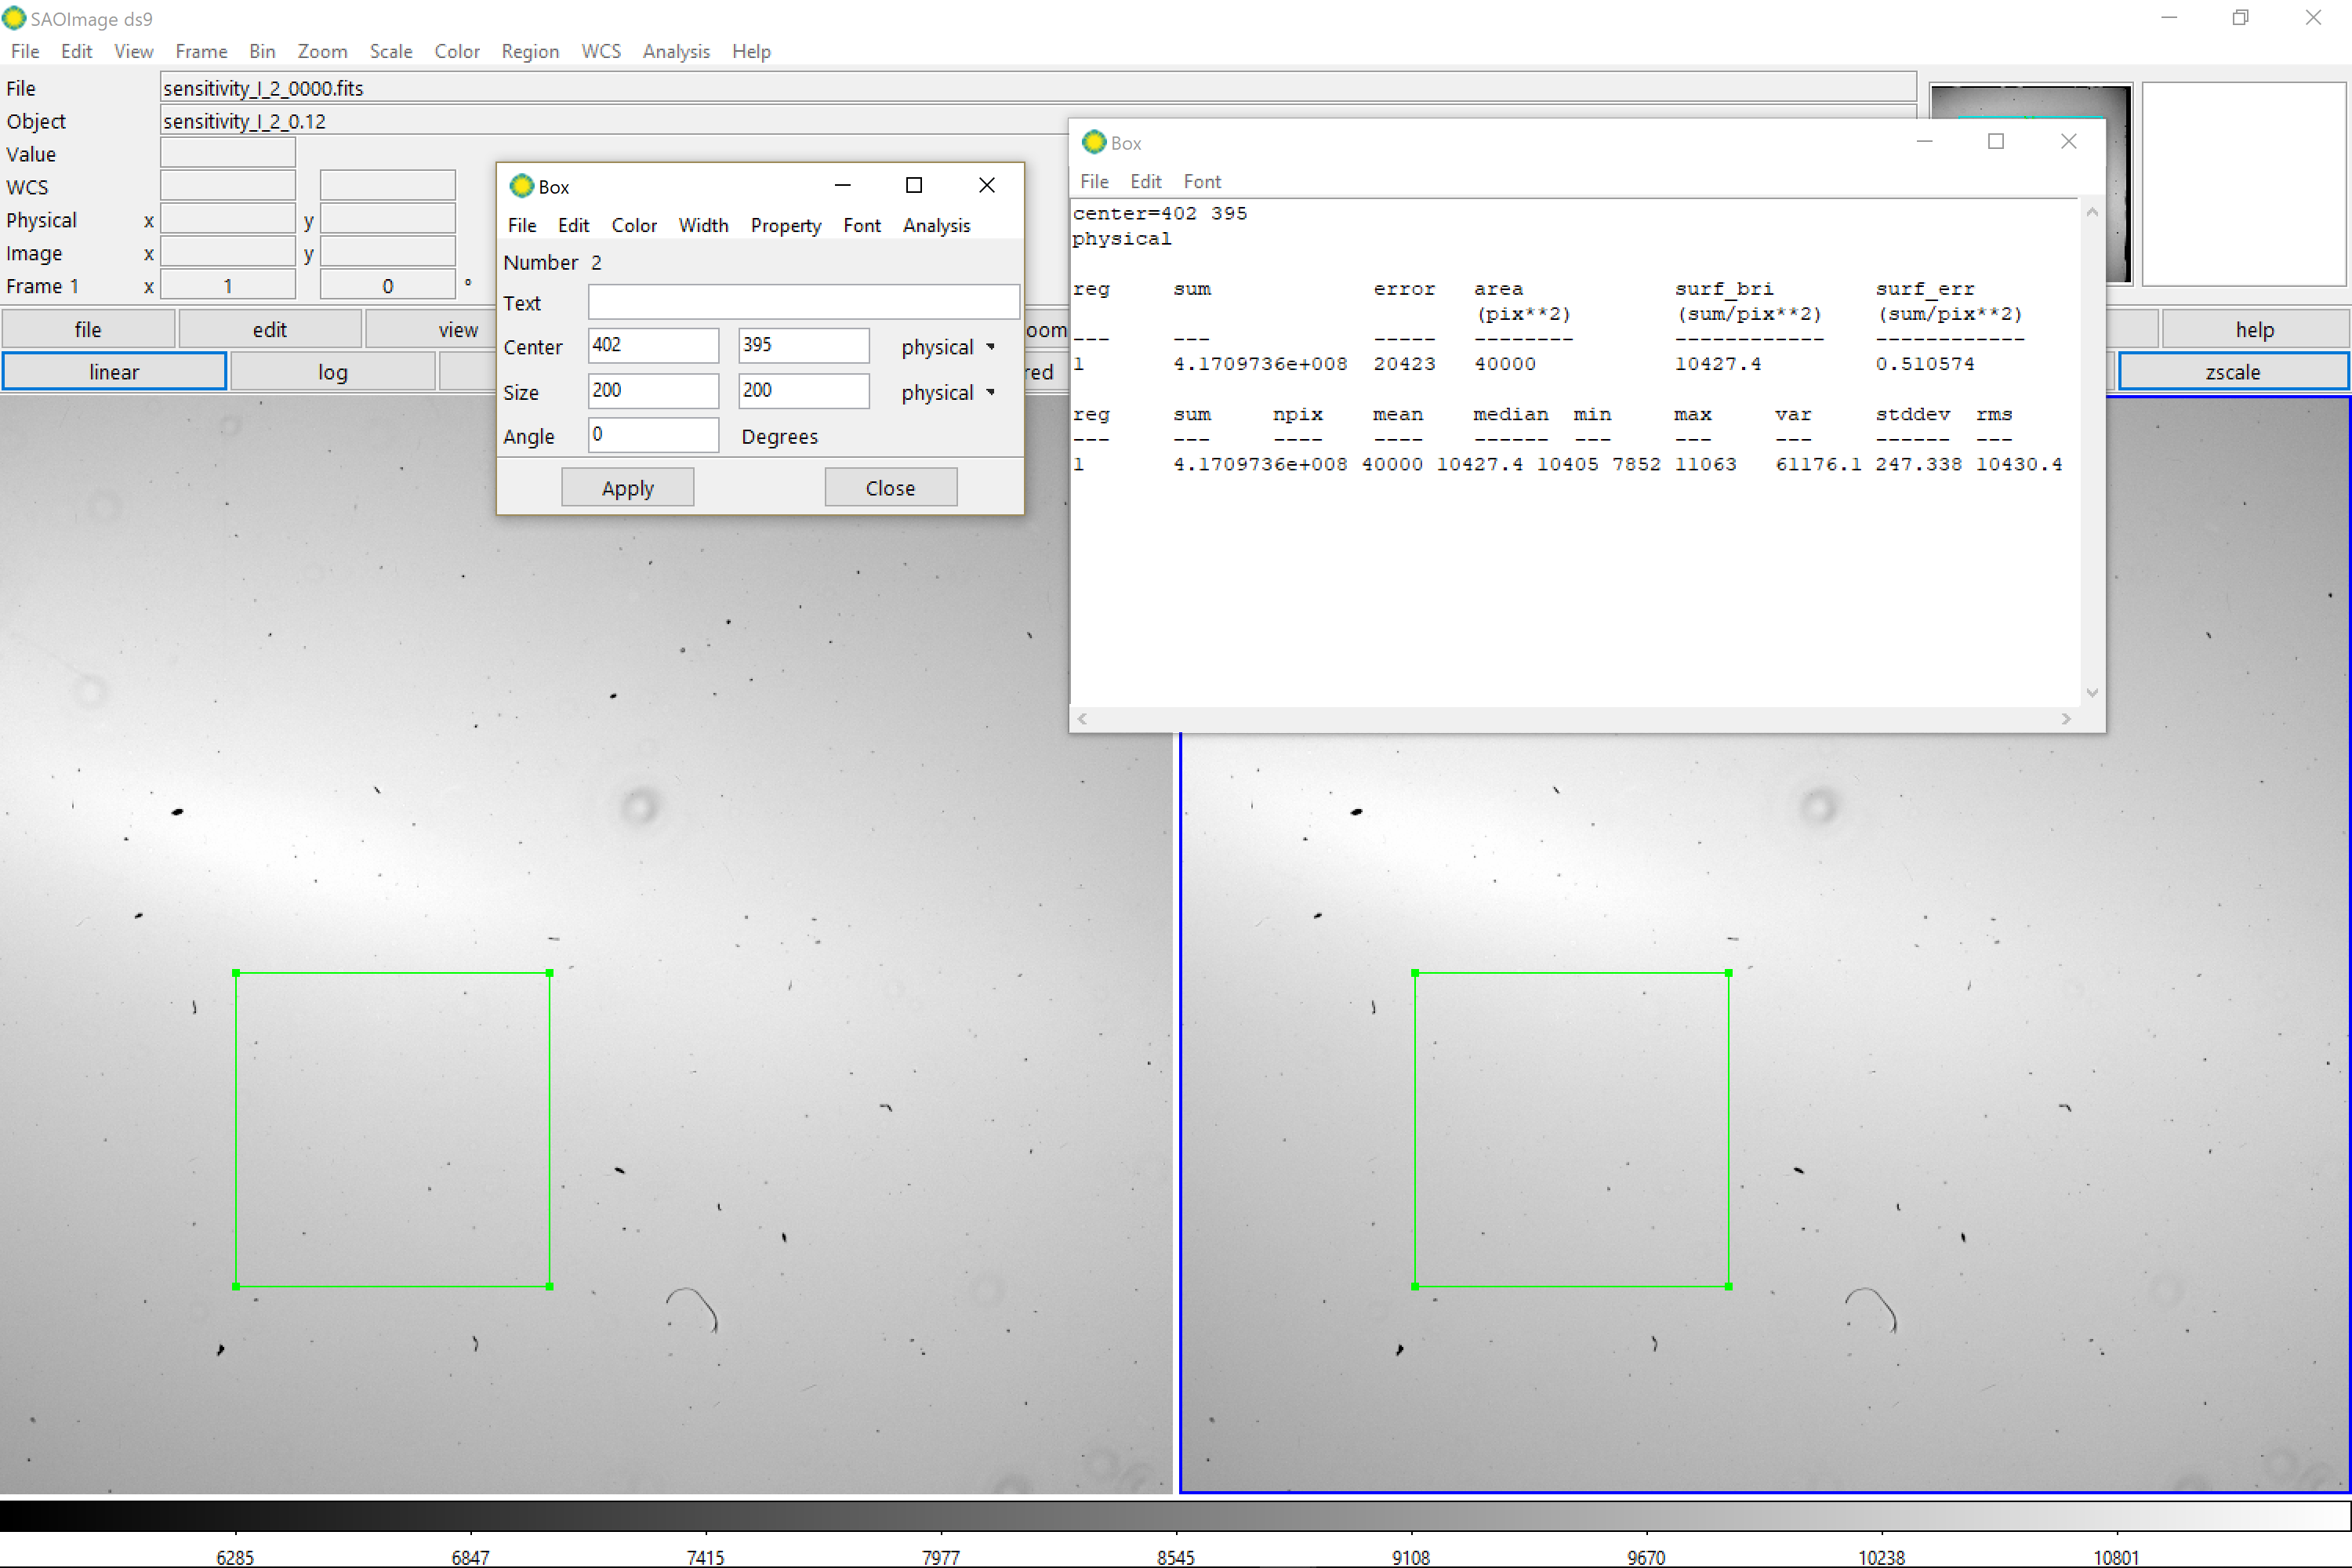 SAOImage ds9
File Edit View Frame Bin Zoom Scale Color Region WCS Analysis Help
File sensitivity_I_2_0000.fits
Object sensitivity_I_2_0.12
Value
WCS
Physical x y
Image x y
Frame 1 x 1 0 °
file edit view help
linear log zscale
Box
File Edit Color Width Property Font Analysis
Number 2
Text
Center 402 395 physical
Size 200 200 physical
Angle 0 Degrees
Apply Close
Box
File Edit Font
center=402 395
physical
reg sum error area surf_bri surf_err
(pix**2) (sum/pix**2) (sum/pix**2)
--- --- ----- -------- ------------ ------------
1 4.1709736e+008 20423 40000 10427.4 0.510574
reg sum npix mean median min max var stddev rms
--- --- ---- ---- ------ --- --- --- ------ ---
1 4.1709736e+008 40000 10427.4 10405 7852 11063 61176.1 247.338 10430.4
6285 6847 7415 7977 8545 9108 9670 10238 10801